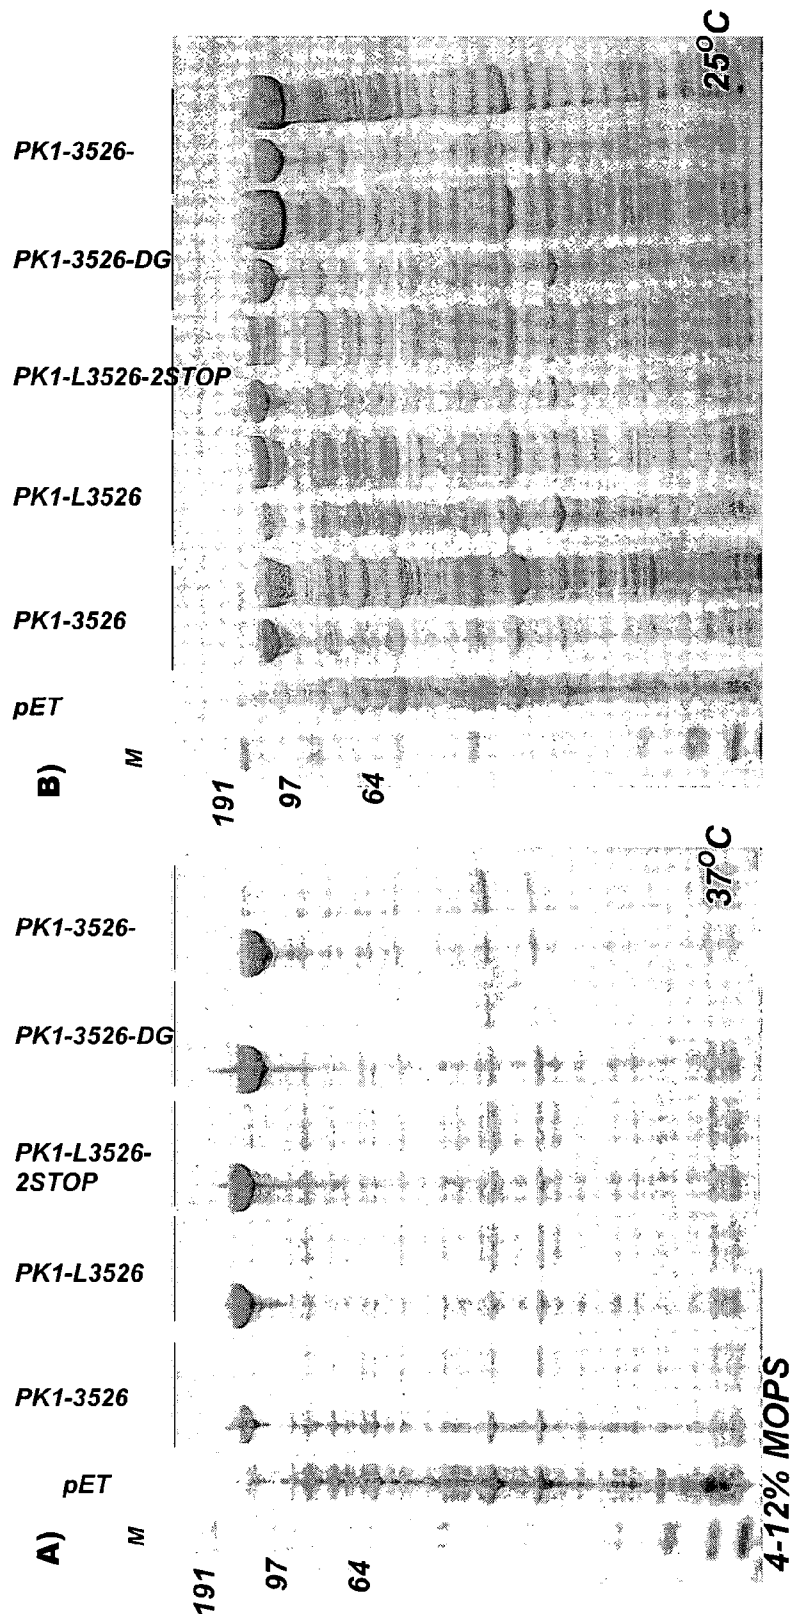 A)
M
pET
PK1-3526
PK1-L3526
PK1-L3526-
2STOP
PK1-3526-DG
PK1-3526-
191
97
64
37°C
4-12% MOPS
B)
M
pET
PK1-3526
PK1-L3526
PK1-L3526-2STOP
PK1-3526-DG
PK1-3526-
191
97
64
25°C